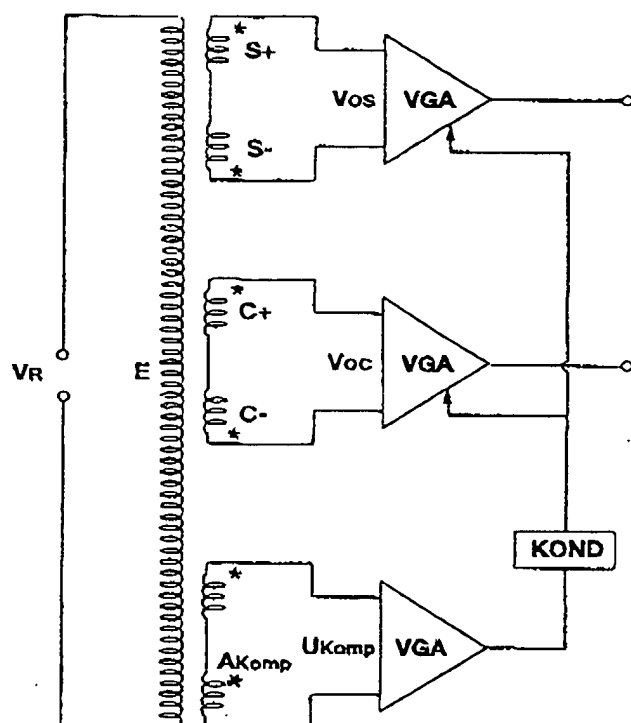 *
S+
Vos
VGA
S-
*
*
C+
VR
E
Voc
VGA
C-
*
KOND
*
AKomp
*
UKomp
VGA